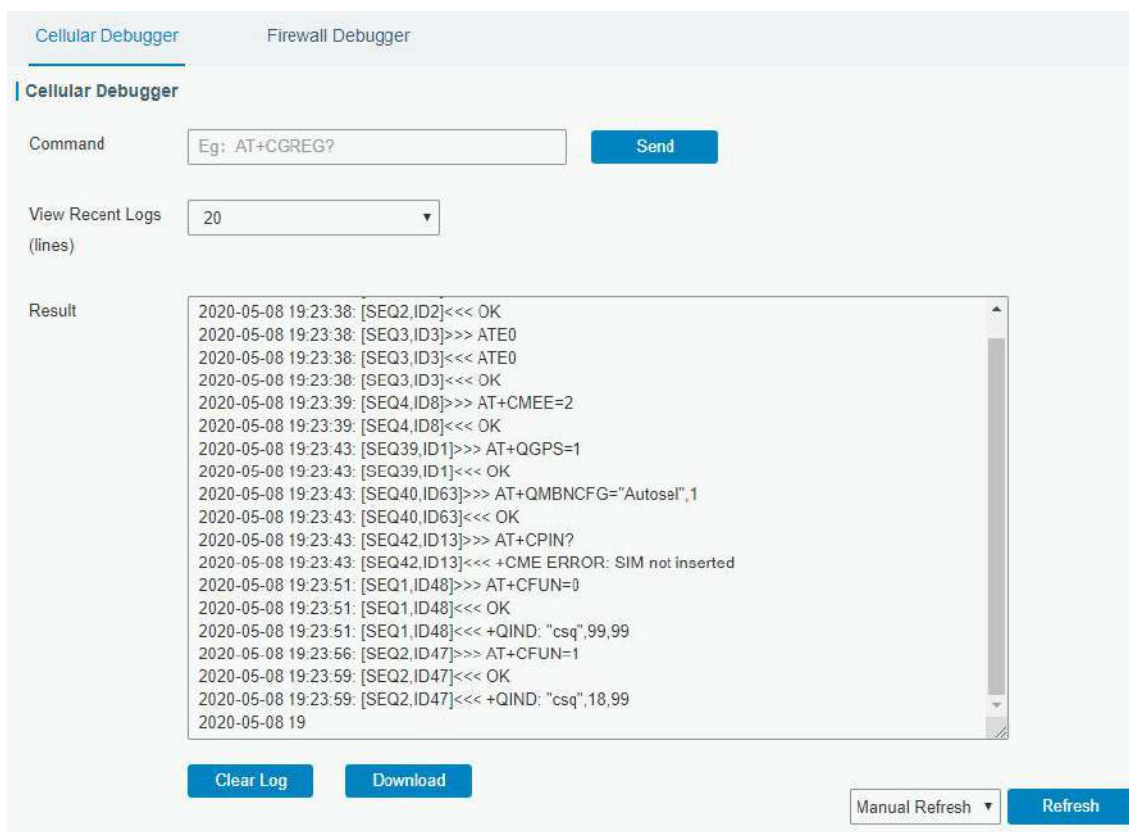 Cellular Debugger Firewall Debugger
Cellular Debugger
Command Eg: AT+CGREG? Send
View Recent Logs (lines) 20
Result
2020-05-08 19:23:38: [SEQ2,ID2]<<< OK
2020-05-08 19:23:38: [SEQ3,ID3]>>> ATE0
2020-05-08 19:23:38: [SEQ3,ID3]<<< ATE0
2020-05-08 19:23:38: [SEQ3,ID3]<<< OK
2020-05-08 19:23:39: [SEQ4,ID8]>>> AT+CMEE=2
2020-05-08 19:23:39: [SEQ4,ID8]<<< OK
2020-05-08 19:23:43: [SEQ39,ID1]>>> AT+QGPS=1
2020-05-08 19:23:43: [SEQ39,ID1]<<< OK
2020-05-08 19:23:43: [SEQ40,ID63]>>> AT+QMBNCFG="Autosel",1
2020-05-08 19:23:43: [SEQ40,ID63]<<< OK
2020-05-08 19:23:43: [SEQ42,ID13]>>> AT+CPIN?
2020-05-08 19:23:43: [SEQ42,ID13]<<< +CME ERROR: SIM not inserted
2020-05-08 19:23:51: [SEQ1,ID48]>>> AT+CFUN=0
2020-05-08 19:23:51: [SEQ1,ID48]<<< OK
2020-05-08 19:23:51: [SEQ1,ID48]<<< +QIND: "csq",99,99
2020-05-08 19:23:56: [SEQ2,ID47]>>> AT+CFUN=1
2020-05-08 19:23:59: [SEQ2,ID47]<<< OK
2020-05-08 19:23:59: [SEQ2,ID47]<<< +QIND: "csq",18,99
2020-05-08 19
Clear Log Download
Manual Refresh Refresh